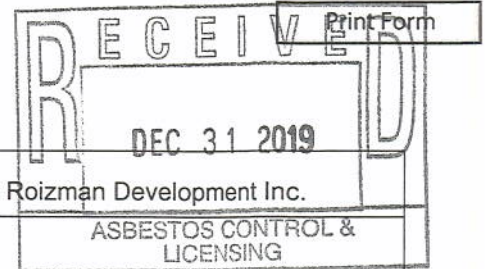 Print Form
RECEIVED
DEC 31 2019
Roizman Development Inc.
ASBESTOS CONTROL &
LICENSING